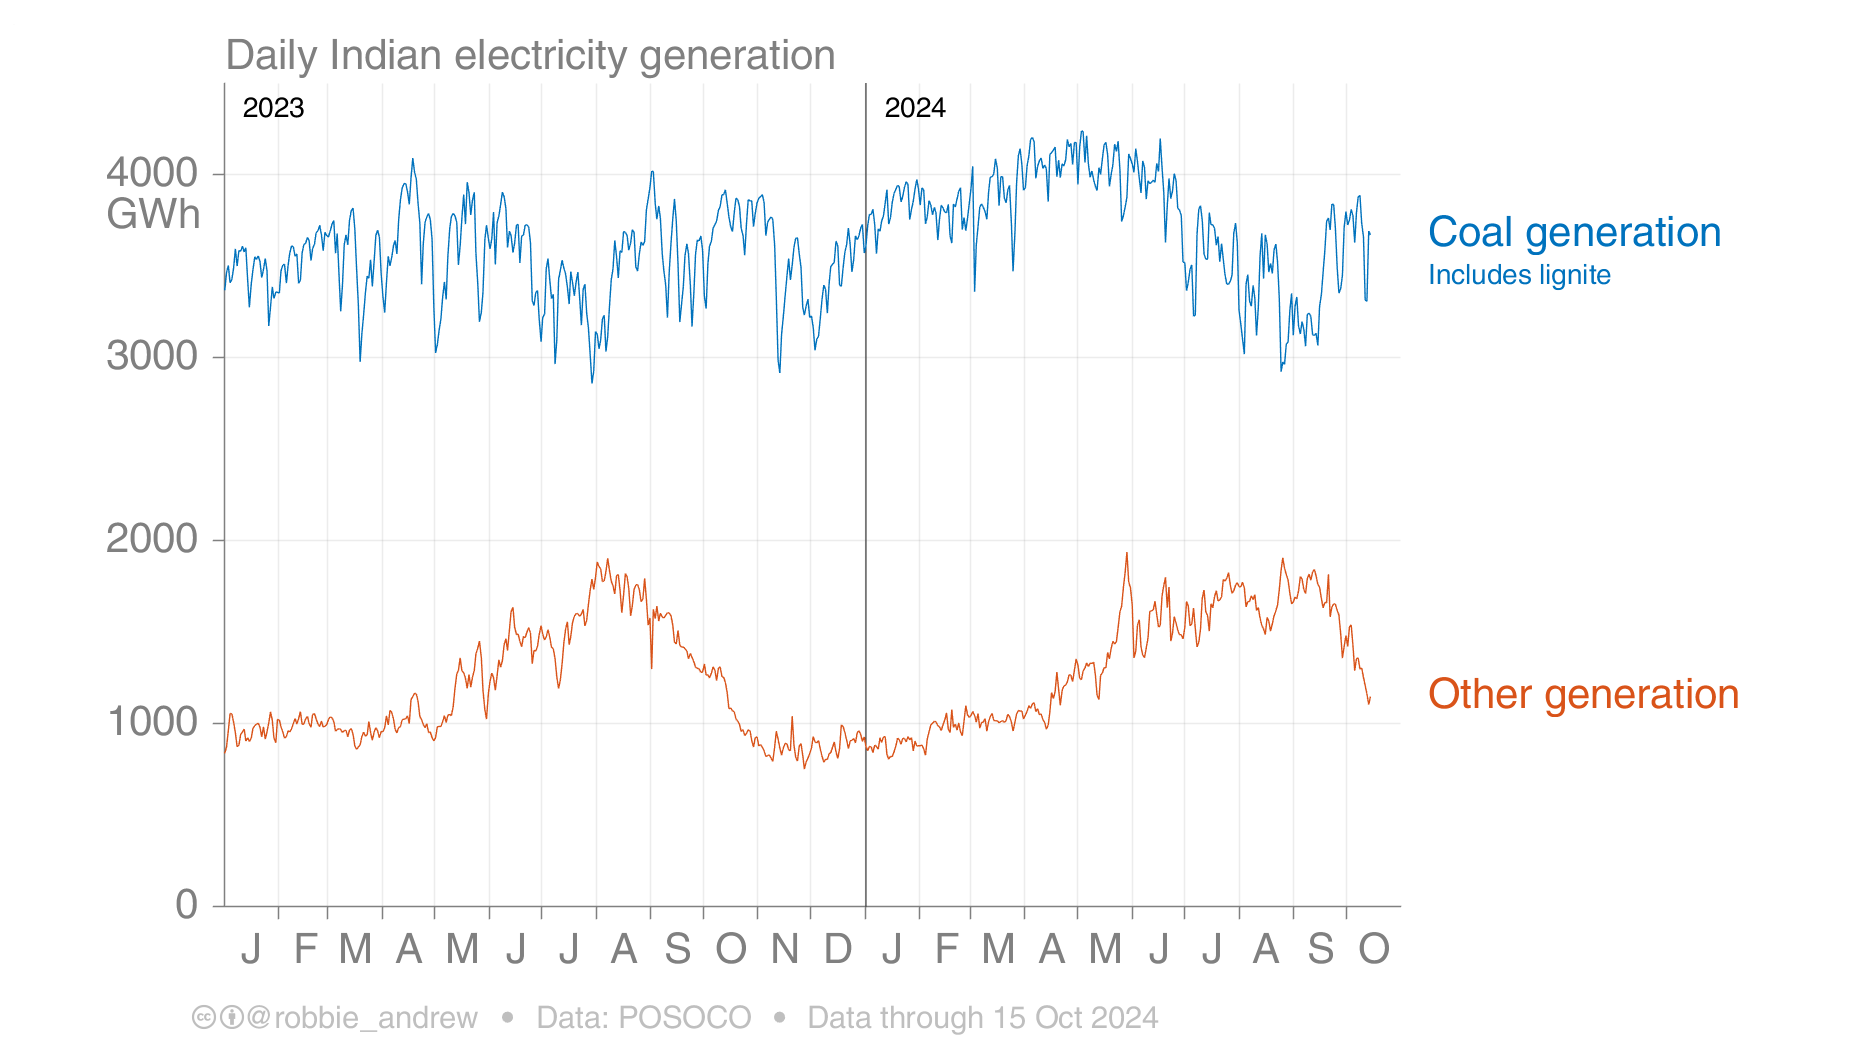 Daily Indian electricity generation
2023
2024
4000
GWh
3000
2000
1000
0
Coal generation
Includes lignite
Other generation
J F M A M J J A S O N D J F M A M J J A S O
@robbie_andrew • Data: POSOCO • Data through 15 Oct 2024